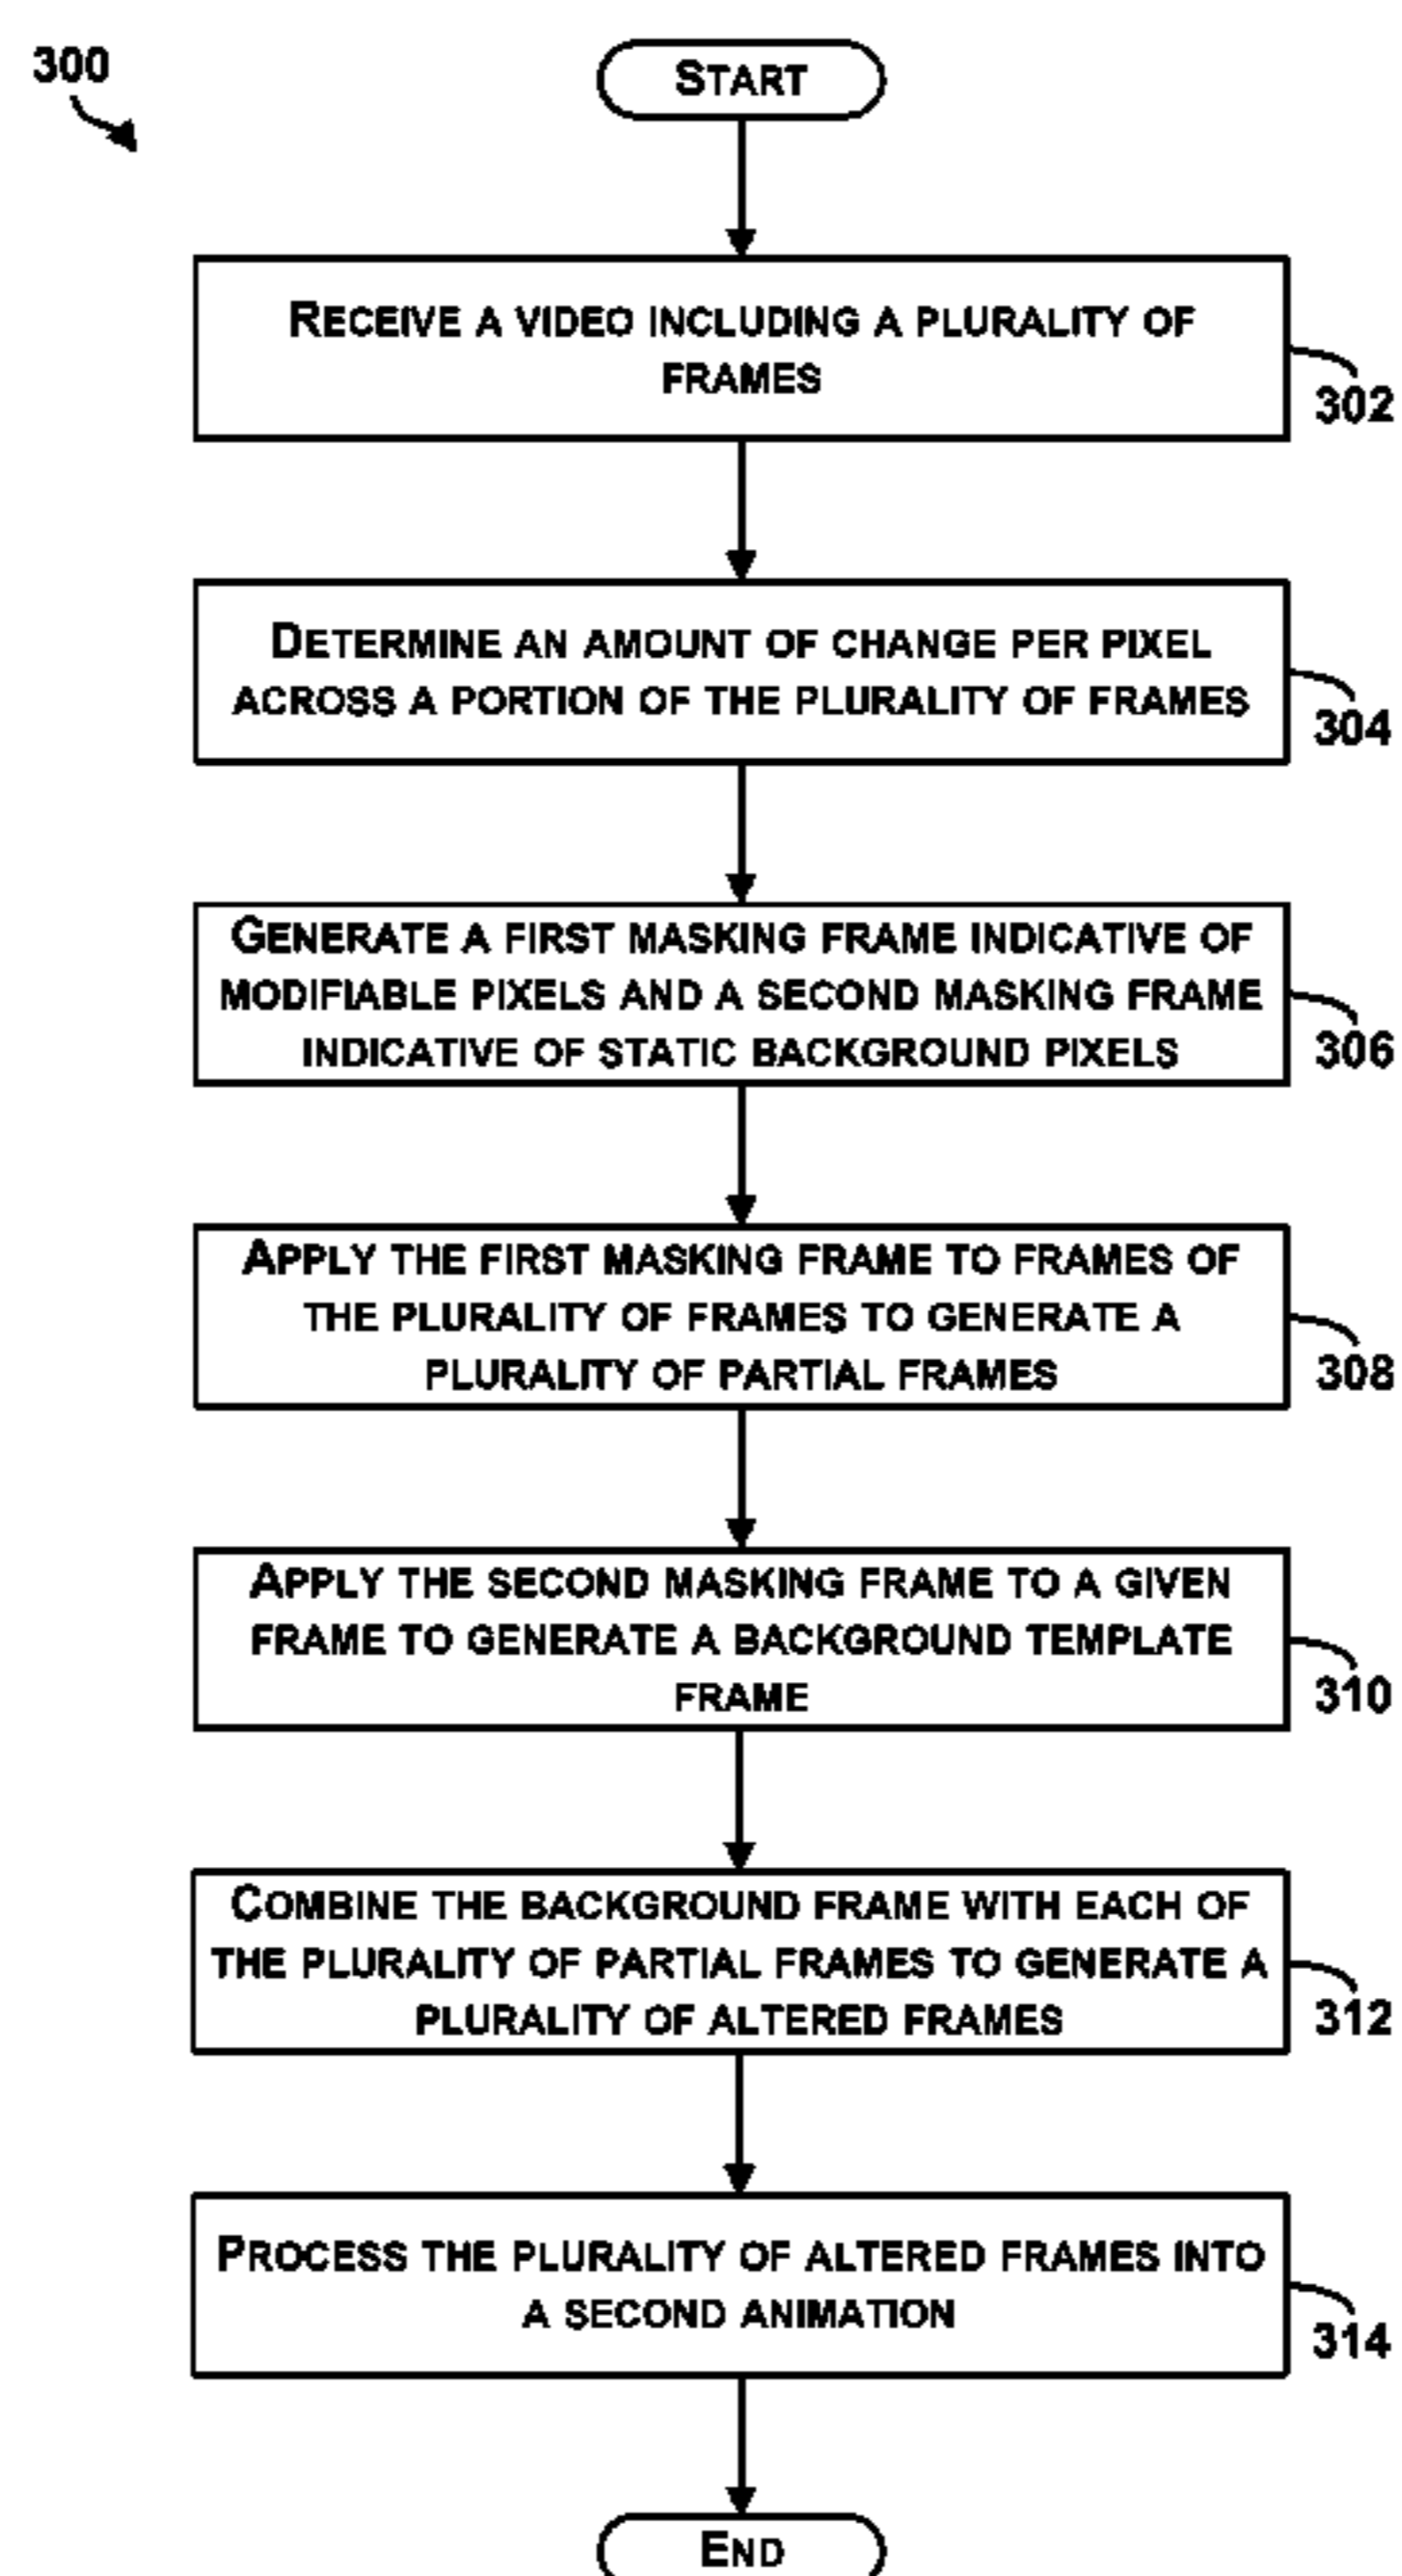 300
START
RECEIVE A VIDEO INCLUDING A PLURALITY OF
FRAMES
302
DETERMINE AN AMOUNT OF CHANGE PER PIXEL
ACROSS A PORTION OF THE PLURALITY OF FRAMES
304
GENERATE A FIRST MASKING FRAME INDICATIVE OF
MODIFIABLE PIXELS AND A SECOND MASKING FRAME
INDICATIVE OF STATIC BACKGROUND PIXELS
306
APPLY THE FIRST MASKING FRAME TO FRAMES OF
THE PLURALITY OF FRAMES TO GENERATE A
PLURALITY OF PARTIAL FRAMES
308
APPLY THE SECOND MASKING FRAME TO A GIVEN
FRAME TO GENERATE A BACKGROUND TEMPLATE
FRAME
310
COMBINE THE BACKGROUND FRAME WITH EACH OF
THE PLURALITY OF PARTIAL FRAMES TO GENERATE A
PLURALITY OF ALTERED FRAMES
312
PROCESS THE PLURALITY OF ALTERED FRAMES INTO
A SECOND ANIMATION
314
END